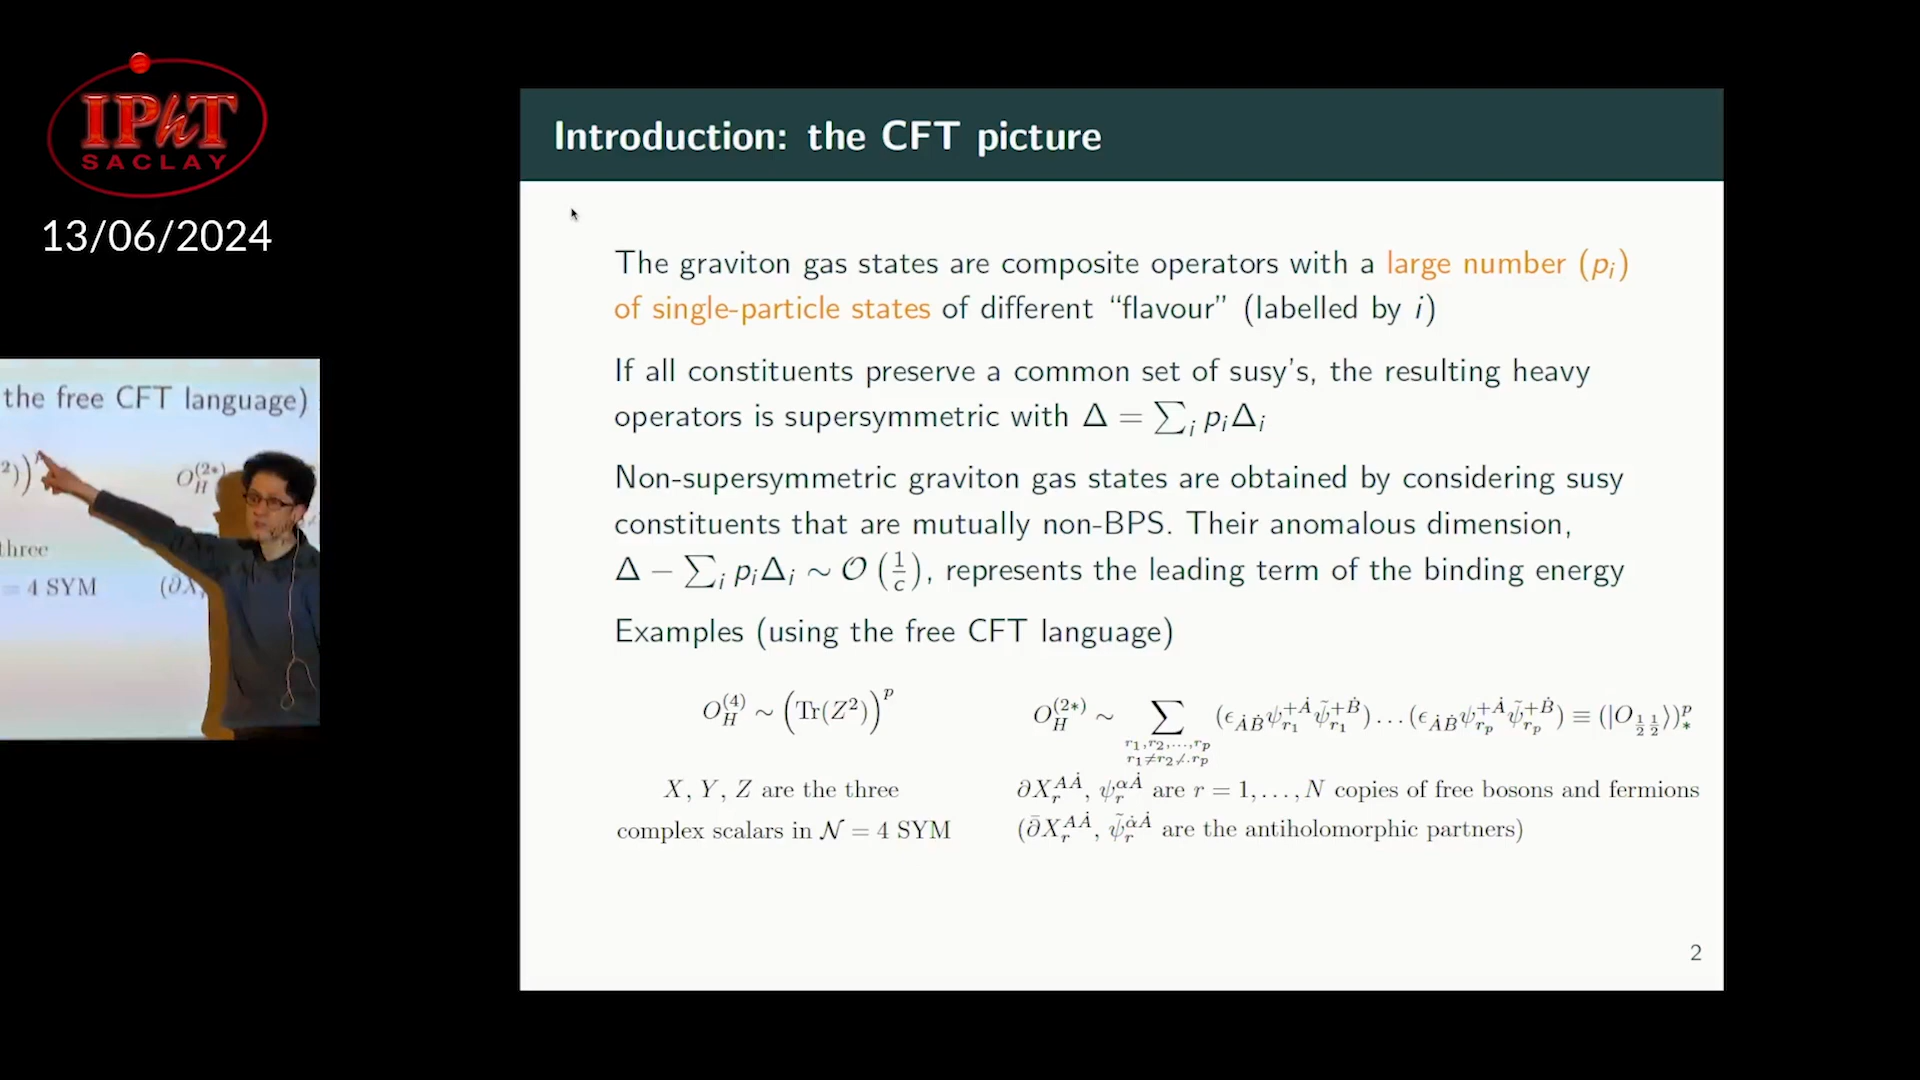 IPhT
SACLAY
13/06/2024
the free CFT language)
²))
O_H^{(2*)}
three
= 4 SYM
(∂X
Introduction: the CFT picture
The graviton gas states are composite operators with a large number (p_i)
of single-particle states of different “flavour” (labelled by i)
If all constituents preserve a common set of susy's, the resulting heavy
operators is supersymmetric with Δ = ∑_i p_iΔ_i
Non-supersymmetric graviton gas states are obtained by considering susy
constituents that are mutually non-BPS. Their anomalous dimension,
Δ − ∑_i p_iΔ_i ∼ O(1/c), represents the leading term of the binding energy
Examples (using the free CFT language)
O_H^{(4)} ∼ (Tr(Z²))^p
O_H^{(2*)} ∼ ∑_{r_1,r_2,...,r_p r_1≠r_2≠.r_p} (ϵ_{ȦḂ}ψ_{r_1}^{+Ȧ}ψ̃_{r_1}^{+Ḃ})...(ϵ_{ȦḂ}ψ_{r_p}^{+Ȧ}ψ̃_{r_p}^{+Ḃ}) ≡ (|O_{½ ½}⟩)_*^p
X, Y, Z are the three
complex scalars in N = 4 SYM
∂X_r^{AȦ}, ψ_r^{αȦ} are r = 1,...,N copies of free bosons and fermions
(∂̄X_r^{AȦ}, ψ̃_r^{α̇Ȧ} are the antiholomorphic partners)
2